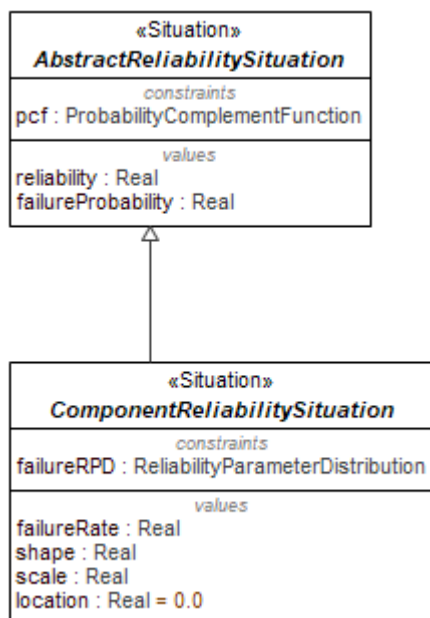 «Situation»
AbstractReliabilitySituation
constraints
pcf : ProbabilityComplementFunction
values
reliability : Real
failureProbability : Real
«Situation»
ComponentReliabilitySituation
constraints
failureRPD : ReliabilityParameterDistribution
values
failureRate : Real
shape : Real
scale : Real
location : Real = 0.0